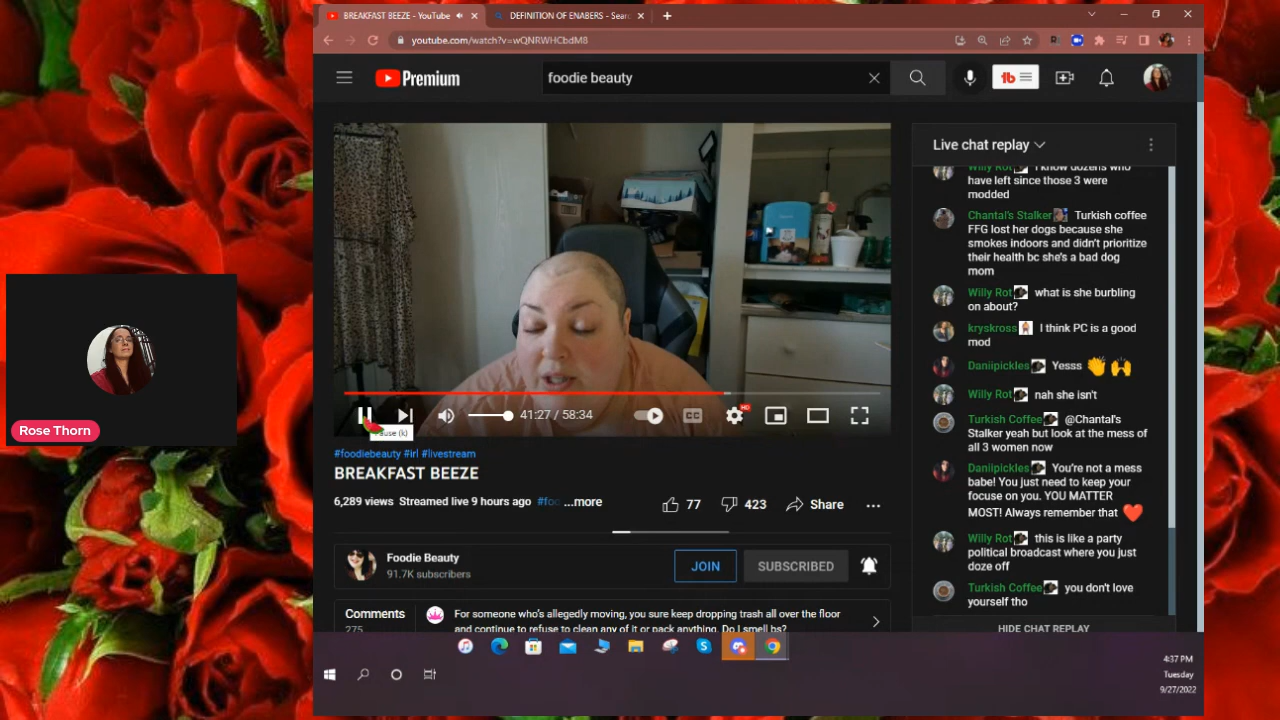 BREAKFAST BEEZE - YouTube
DEFINITION OF ENABERS - Sear
youtube.com/watch?v=wQNRWHCbdM8
Premium
foodie beauty
Live chat replay
Willy Rot I know dozens who
have left since those 3 were
modded
Chantal's Stalker Turkish coffee
FFG lost her dogs because she
smokes indoors and didn't prioritize
their health bc she's a bad dog
mom
Willy Rot what is she burbling
on about?
kryskross I think PC is a good
mod
Daniipickles Yesss
Willy Rot nah she isn't
Turkish Coffee @Chantal's
Stalker yeah but look at the mess of
all 3 women now
Daniipickles You're not a mess
babe! You just need to keep your
focuse on you. YOU MATTER
MOST! Always remember that
Willy Rot this is like a party
political broadcast where you just
doze off
Turkish Coffee you don't love
yourself tho
HIDE CHAT REPLAY
41:27 / 58:34
CC
HD
Pause (k)
#foodiebeauty #irl #livestream
BREAKFAST BEEZE
6,289 views Streamed live 9 hours ago #foo ...more
77
423
Share
Foodie Beauty
91.7K subscribers
JOIN
SUBSCRIBED
Comments
275
For someone who's allegedly moving, you sure keep dropping trash all over the floor
and continue to refuse to clean any of it or pack anything. Do I smell bs?
Rose Thorn
4:37 PM
Tuesday
9/27/2022